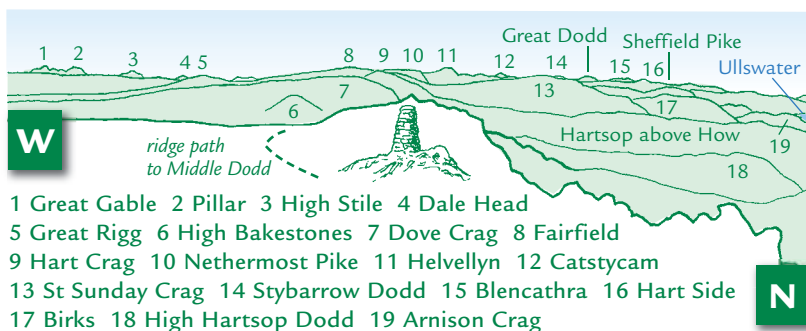 Great Dodd
Sheffield Pike
1 2 3 4 5 8 9 10 11 12 14 15 16
Ullswater
7 13
6 17
Hartsop above How
19
W
ridge path
to Middle Dodd
18
1 Great Gable 2 Pillar 3 High Stile 4 Dale Head
5 Great Rigg 6 High Bakestones 7 Dove Crag 8 Fairfield
9 Hart Crag 10 Nethermost Pike 11 Helvellyn 12 Catstycam
13 St Sunday Crag 14 Stybarrow Dodd 15 Blencathra 16 Hart Side
17 Birks 18 High Hartsop Dodd 19 Arnison Crag
N